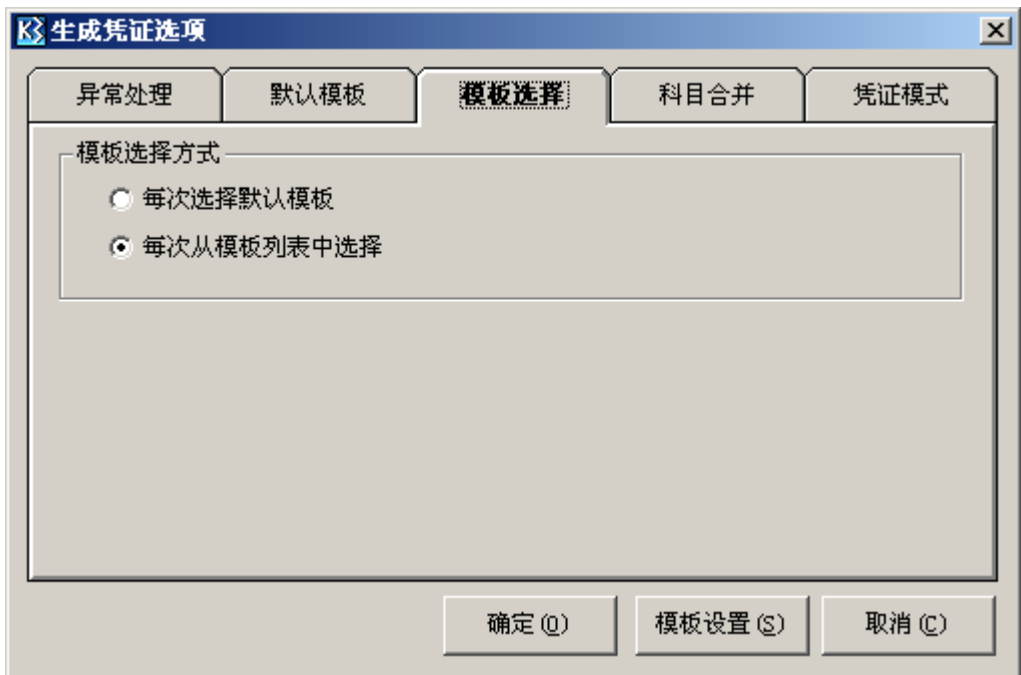 K3 生成凭证选项
异常处理 默认模板 模板选择 科目合并 凭证模式
模板选择方式
每次选择默认模板
每次从模板列表中选择
确定(O) 模板设置(S) 取消(C)